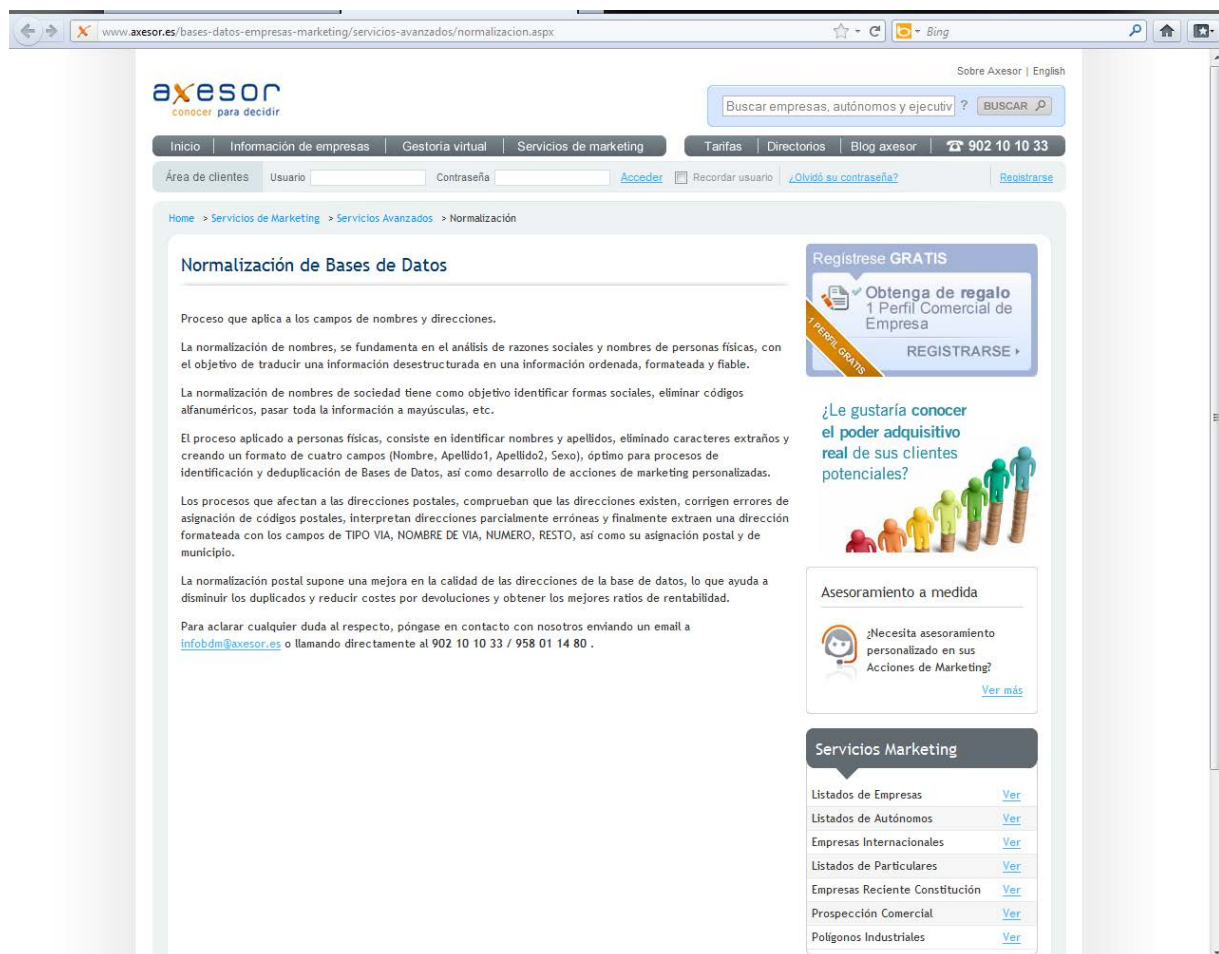 www.axesor.es/bases-datos-empresas-marketing/servicios-avanzados/normalizacion.aspx
Bing
Sobre Axesor | English
axesor
conocer para decidir
Buscar empresas, autónomos y ejecutiv ? BUSCAR
Inicio | Información de empresas | Gestoria virtual | Servicios de marketing
Tarifas | Directorios | Blog axesor | 902 10 10 33
Área de clientes Usuario Contraseña Acceder Recordar usuario ¿Olvidó su contraseña? Registrarse
Home > Servicios de Marketing > Servicios Avanzados > Normalización
Normalización de Bases de Datos
Proceso que aplica a los campos de nombres y direcciones.
La normalización de nombres, se fundamenta en el análisis de razones sociales y nombres de personas físicas, con
el objetivo de traducir una información desestructurada en una información ordenada, formateada y fiable.
La normalización de nombres de sociedad tiene como objetivo identificar formas sociales, eliminar códigos
alfanuméricos, pasar toda la información a mayúsculas, etc.
El proceso aplicado a personas físicas, consiste en identificar nombres y apellidos, eliminado caracteres extraños y
creando un formato de cuatro campos (Nombre, Apellido1, Apellido2, Sexo), óptimo para procesos de
identificación y deduplicación de Bases de Datos, así como desarrollo de acciones de marketing personalizadas.
Los procesos que afectan a las direcciones postales, comprueban que las direcciones existen, corrigen errores de
asignación de códigos postales, interpretan direcciones parcialmente erróneas y finalmente extraen una dirección
formateada con los campos de TIPO VIA, NOMBRE DE VIA, NUMERO, RESTO, así como su asignación postal y de
municipio.
La normalización postal supone una mejora en la calidad de las direcciones de la base de datos, lo que ayuda a
disminuir los duplicados y reducir costes por devoluciones y obtener los mejores ratios de rentabilidad.
Para aclarar cualquier duda al respecto, póngase en contacto con nosotros enviando un email a
infobdm@axesor.es o llamando directamente al 902 10 10 33 / 958 01 14 80 .
Regístrese GRATIS
Obtenga de regalo
1 Perfil Comercial de
Empresa
1 PERFIL GRATIS
REGISTRARSE
¿Le gustaría conocer
el poder adquisitivo
real de sus clientes
potenciales?
Asesoramiento a medida
¿Necesita asesoramiento
personalizado en sus
Acciones de Marketing?
Ver más
Servicios Marketing
Listados de Empresas Ver
Listados de Autónomos Ver
Empresas Internacionales Ver
Listados de Particulares Ver
Empresas Reciente Constitución Ver
Prospección Comercial Ver
Polígonos Industriales Ver